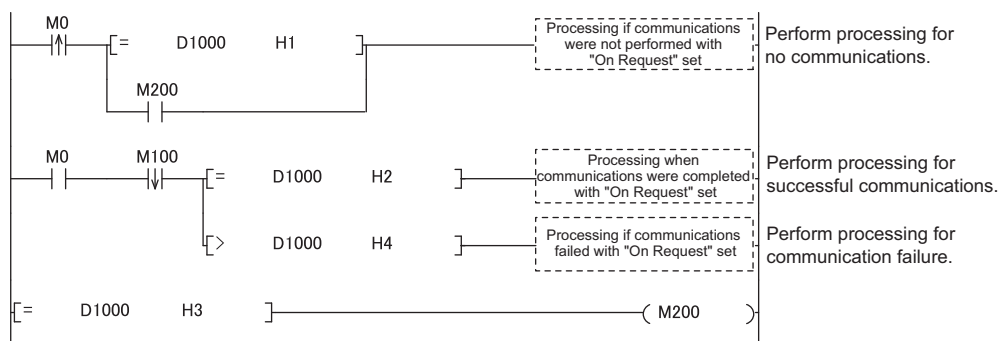 M0
[= D1000 H1 ]
Processing if communications
were not performed with
"On Request" set
Perform processing for
no communications.
M200
M0 M100
[= D1000 H2 ]
Processing when
communications were completed
with "On Request" set
Perform processing for
successful communications.
[> D1000 H4 ]
Processing if communications
failed with "On Request" set
Perform processing for
communication failure.
[= D1000 H3 ] ( M200 )